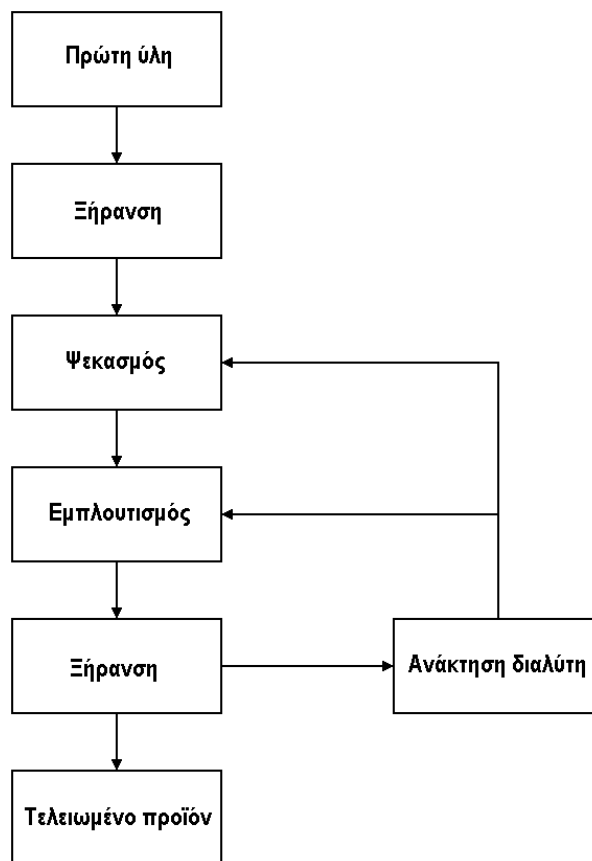 Πρώτη ύλη
Ξήρανση
Ψεκασμός
Εμπλουτισμός
Ξήρανση
Ανάκτηση διαλύτη
Τελειωμένο προϊόν